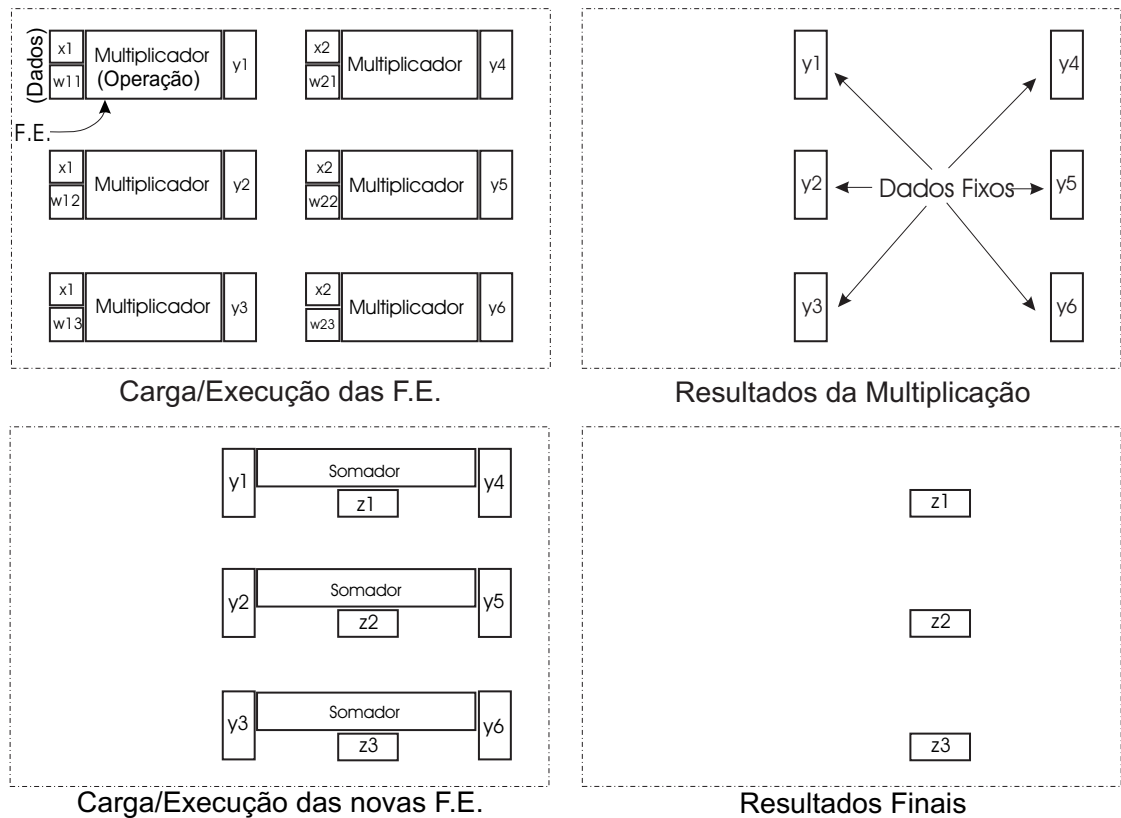 (Dados)
x1
w11
Multiplicador
(Operação)
y1
x2
w21
Multiplicador
y4
F.E.
x1
w12
Multiplicador
y2
x2
w22
Multiplicador
y5
x1
w13
Multiplicador
y3
x2
w23
Multiplicador
y6
Carga/Execução das F.E.
y1
y4
y2
Dados Fixos
y5
y3
y6
Resultados da Multiplicação
y1
Somador
z1
y4
y2
Somador
z2
y5
y3
Somador
z3
y6
Carga/Execução das novas F.E.
z1
z2
z3
Resultados Finais